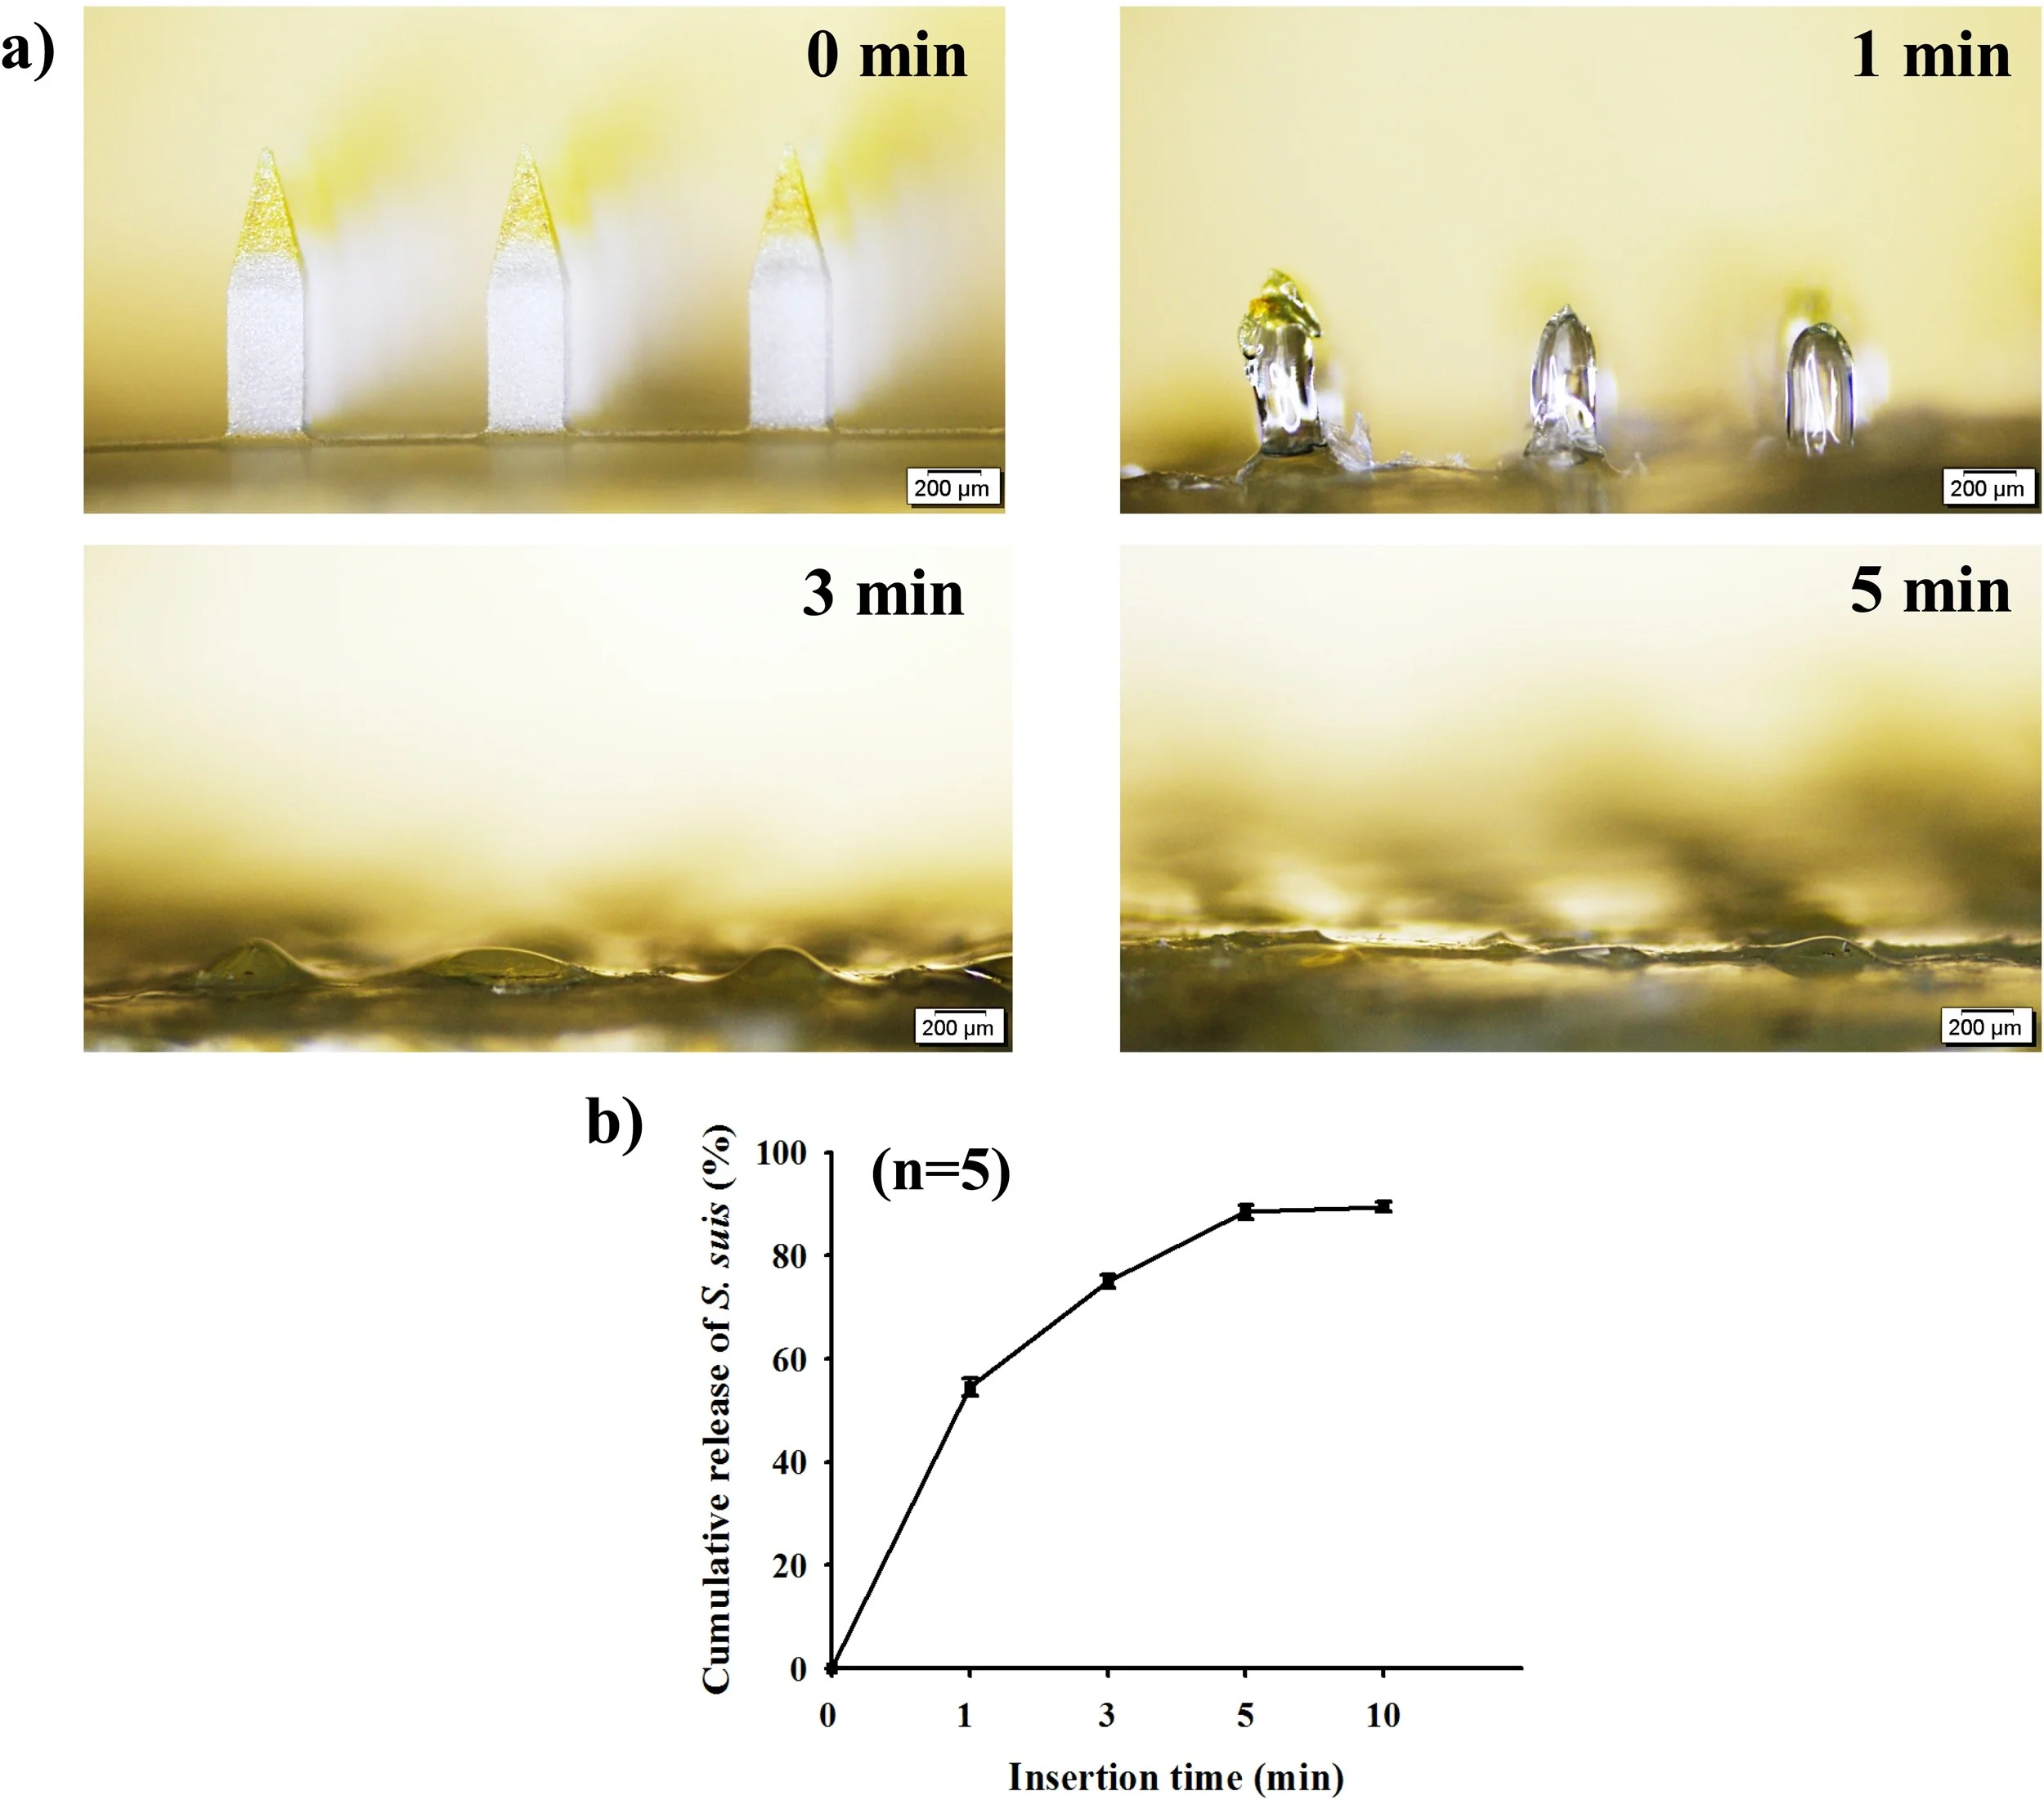 a)
0 min
200 µm
1 min
200 µm
3 min
200 µm
5 min
200 µm
b)
Cumulative release of S. suis (%)
(n=5)
100
80
60
40
20
0
0 1 3 5 10
Insertion time (min)